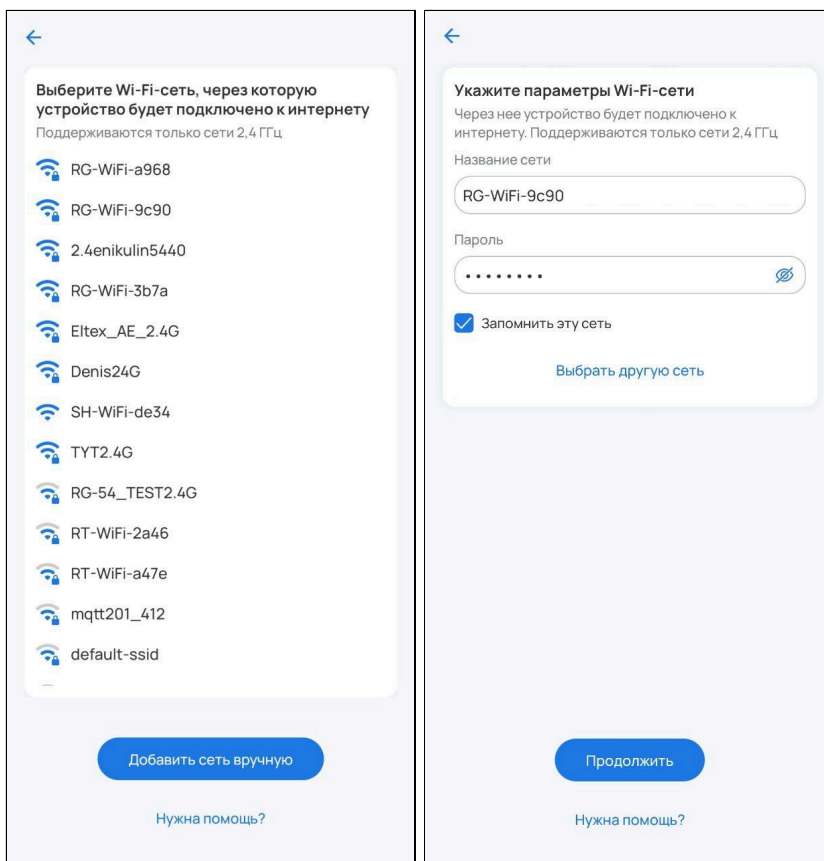 Выберите Wi-Fi-сеть, через которую
устройство будет подключено к интернету
Поддерживаются только сети 2,4 ГГц
RG-WiFi-a968
RG-WiFi-9c90
2.4enikulin5440
RG-WiFi-3b7a
Eltex_AE_2.4G
Denis24G
SH-WiFi-de34
TYT2.4G
RG-54_TEST2.4G
RT-WiFi-2a46
RT-WiFi-a47e
mqtt201_412
default-ssid
Добавить сеть вручную
Нужна помощь?
Укажите параметры Wi-Fi-сети
Через нее устройство будет подключено к
интернету. Поддерживаются только сети 2,4 ГГц
Название сети
RG-WiFi-9c90
Пароль
••••••••
Запомнить эту сеть
Выбрать другую сеть
Продолжить
Нужна помощь?